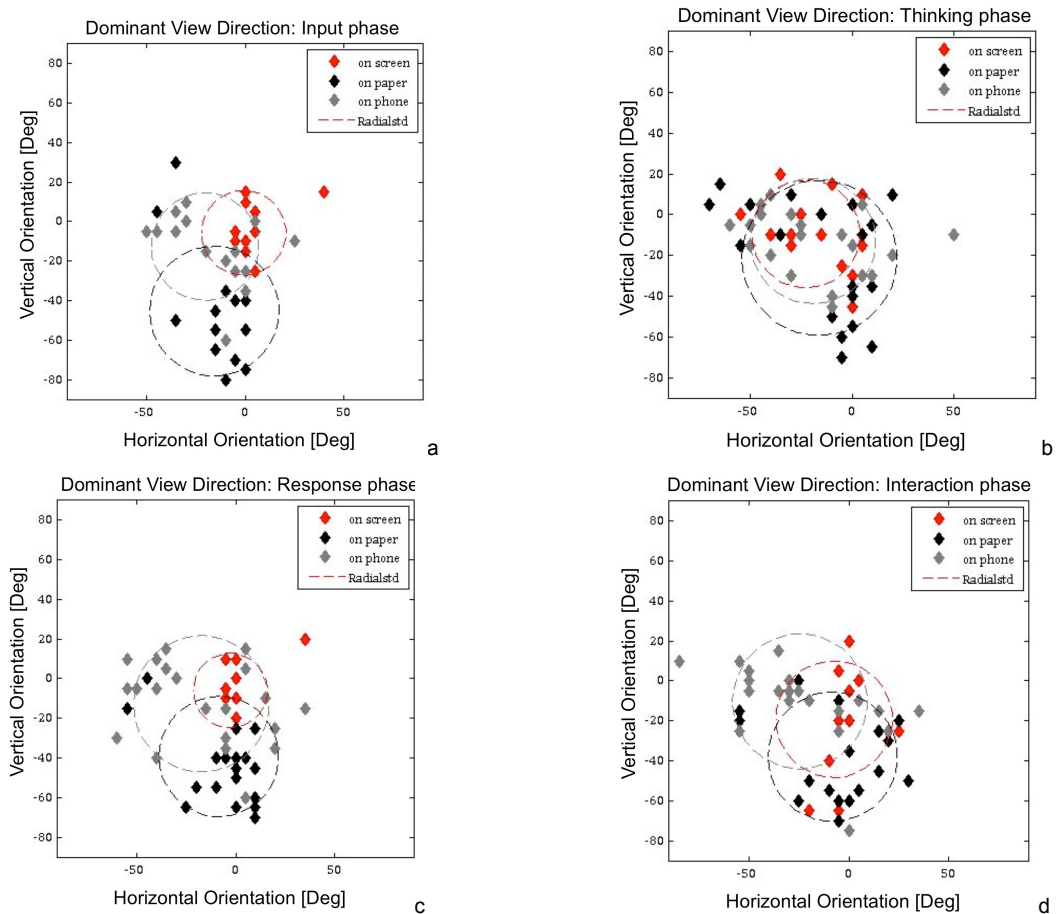 Dominant View Direction: Input phase
80
60
40
20
0
-20
-40
-60
-80
-50
0
50
Vertical Orientation [Deg]
Horizontal Orientation [Deg]
on screen
on paper
on phone
Radialstd
a
Dominant View Direction: Thinking phase
80
60
40
20
0
-20
-40
-60
-80
-50
0
50
Vertical Orientation [Deg]
Horizontal Orientation [Deg]
on screen
on paper
on phone
Radialstd
b
Dominant View Direction: Response phase
80
60
40
20
0
-20
-40
-60
-80
-50
0
50
Vertical Orientation [Deg]
Horizontal Orientation [Deg]
on screen
on paper
on phone
Radialstd
c
Dominant View Direction: Interaction phase
80
60
40
20
0
-20
-40
-60
-80
-50
0
50
Vertical Orientation [Deg]
Horizontal Orientation [Deg]
on screen
on paper
on phone
Radialstd
d